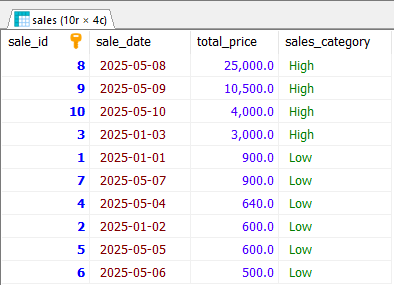 sales (10r × 4c)
sale_id sale_date total_price sales_category
8 2025-05-08 25,000.0 High
9 2025-05-09 10,500.0 High
10 2025-05-10 4,000.0 High
3 2025-01-03 3,000.0 High
1 2025-01-01 900.0 Low
7 2025-05-07 900.0 Low
4 2025-05-04 640.0 Low
2 2025-01-02 600.0 Low
5 2025-05-05 600.0 Low
6 2025-05-06 500.0 Low